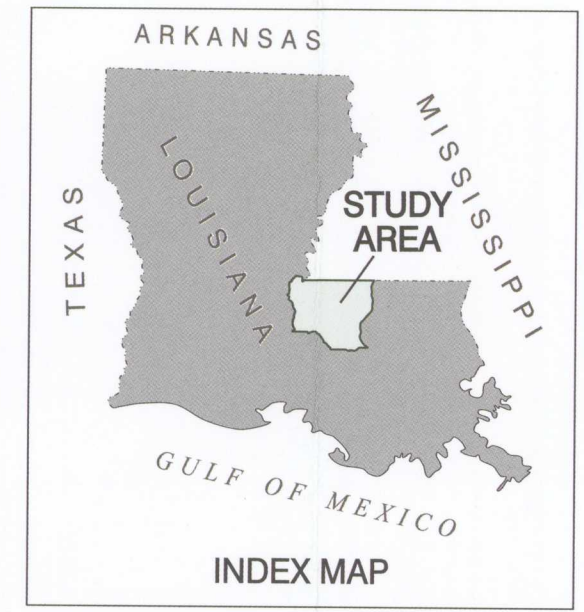 ARKANSAS
MISSISSIPPI
LOUISIANA
TEXAS
STUDY
AREA
GULF OF MEXICO
INDEX MAP